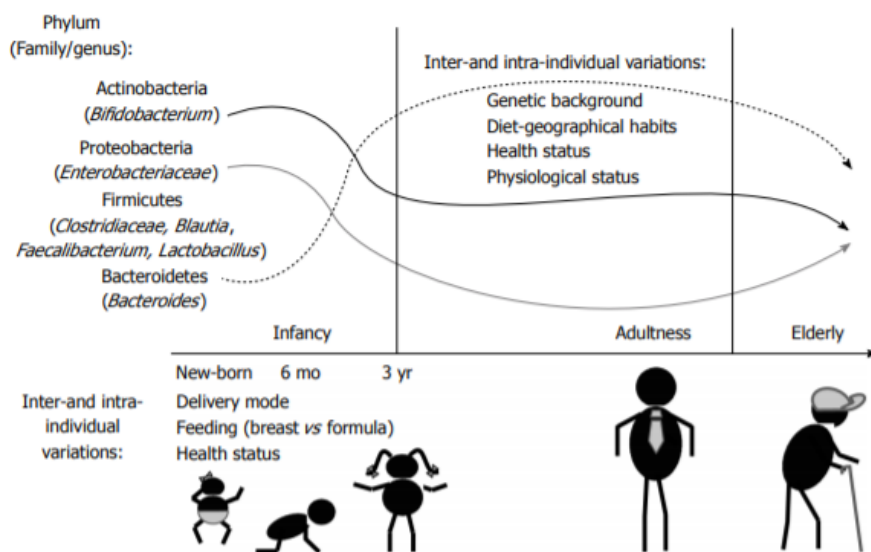 Phylum
(Family/genus):
Actinobacteria
(Bifidobacterium)
Proteobacteria
(Enterobacteriaceae)
Firmicutes
(Clostridiaceae, Blautia,
Faecalibacterium, Lactobacillus)
Bacteroidetes
(Bacteroides)
Inter-and intra-individual variations:
Genetic background
Diet-geographical habits
Health status
Physiological status
Infancy
Adultness
Elderly
New-born
6 mo
3 yr
Inter-and intra-
individual
variations:
Delivery mode
Feeding (breast vs formula)
Health status